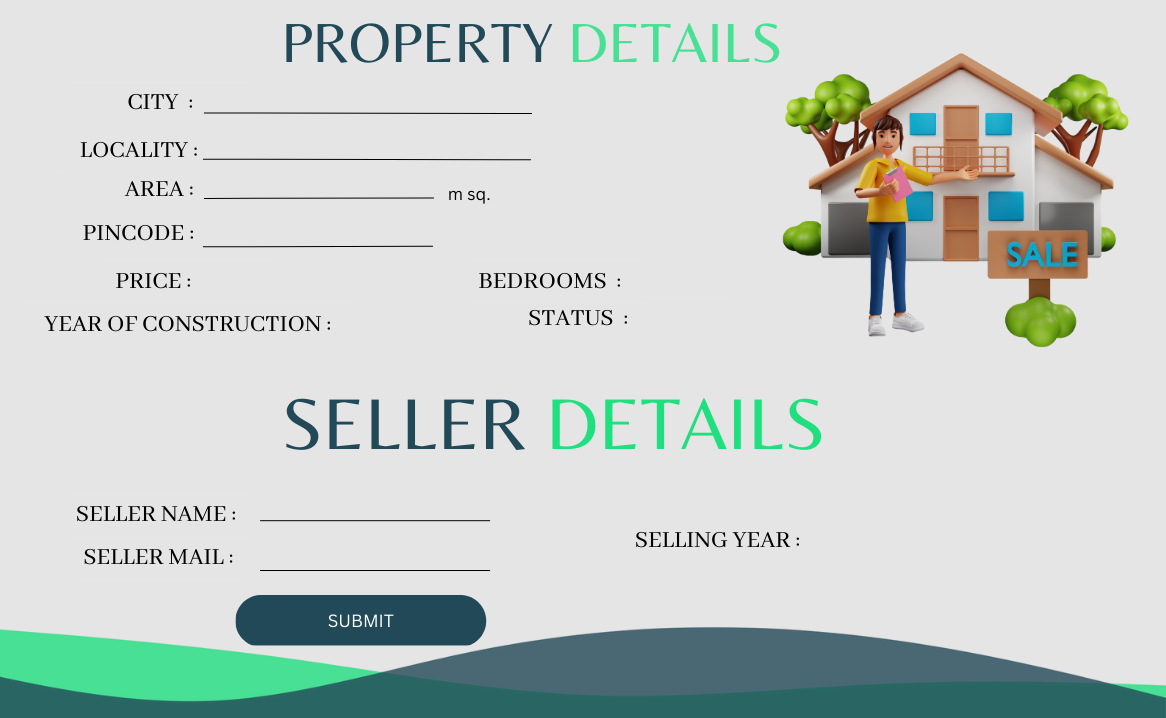 PROPERTY DETAILS
CITY :
LOCALITY :
AREA : m sq.
PINCODE :
PRICE : BEDROOMS :
YEAR OF CONSTRUCTION : STATUS :
SALE
SELLER DETAILS
SELLER NAME :
SELLING YEAR :
SELLER MAIL :
SUBMIT